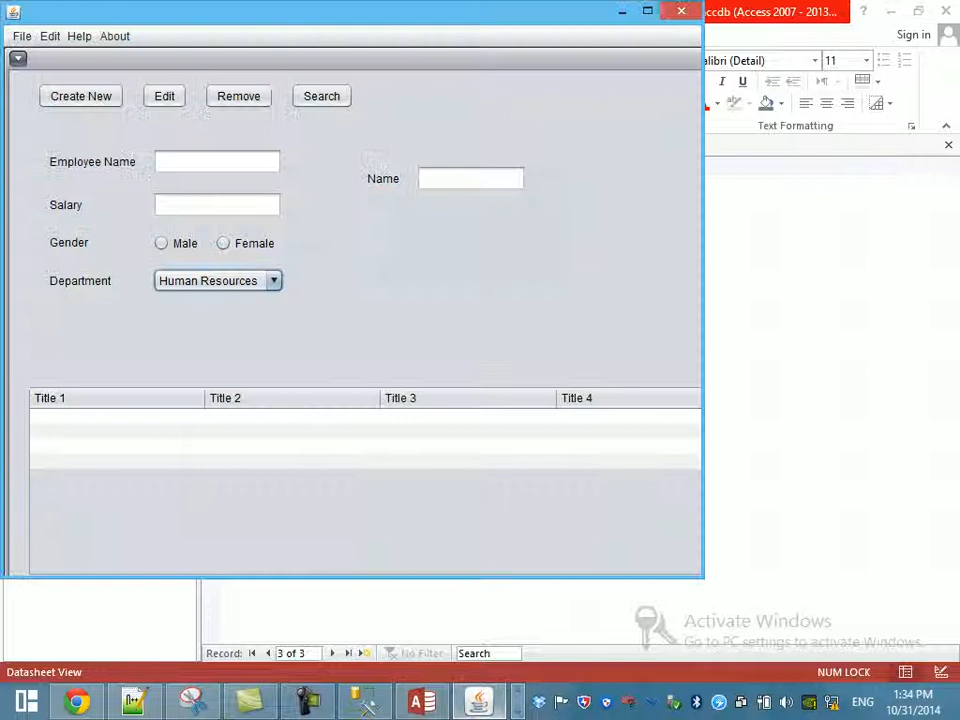 ccdb (Access 2007 - 2013...
?
Sign in
File Edit Help About
alibri (Detail) 11
I U
Create New Edit Remove Search
Text Formatting
Employee Name
Name
Salary
Gender Male Female
Department Human Resources
Title 1 Title 2 Title 3 Title 4
Activate Windows
Go to PC settings to activate Windows.
Record: 3 of 3 No Filter Search
Datasheet View NUM LOCK
ENG 1:34 PM
10/31/2014